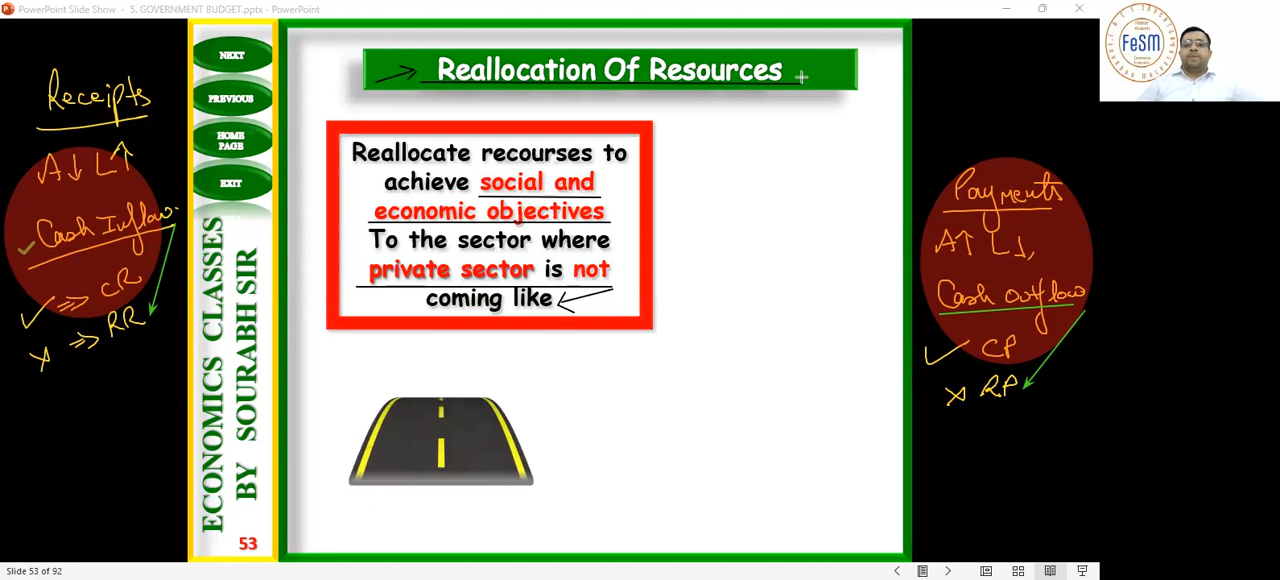 PowerPoint Slide Show - 5. GOVERNMENT BUDGET.pptx - PowerPoint
NEXT
PREVIOUS
HOME
PAGE
EXIT
ECONOMICS CLASSES
BY SOURABH SIR
53
Reallocation Of Resources
Reallocate recourses to
achieve social and
economic objectives
To the sector where
private sector is not
coming like
Receipts
A↓ L↑
Cash Inflow
✓ ⇒ CR
× ⇒ RR
Payments
A↑ L↓
Cash outflow
✓ CP
× RP
FeSM
Slide 53 of 92